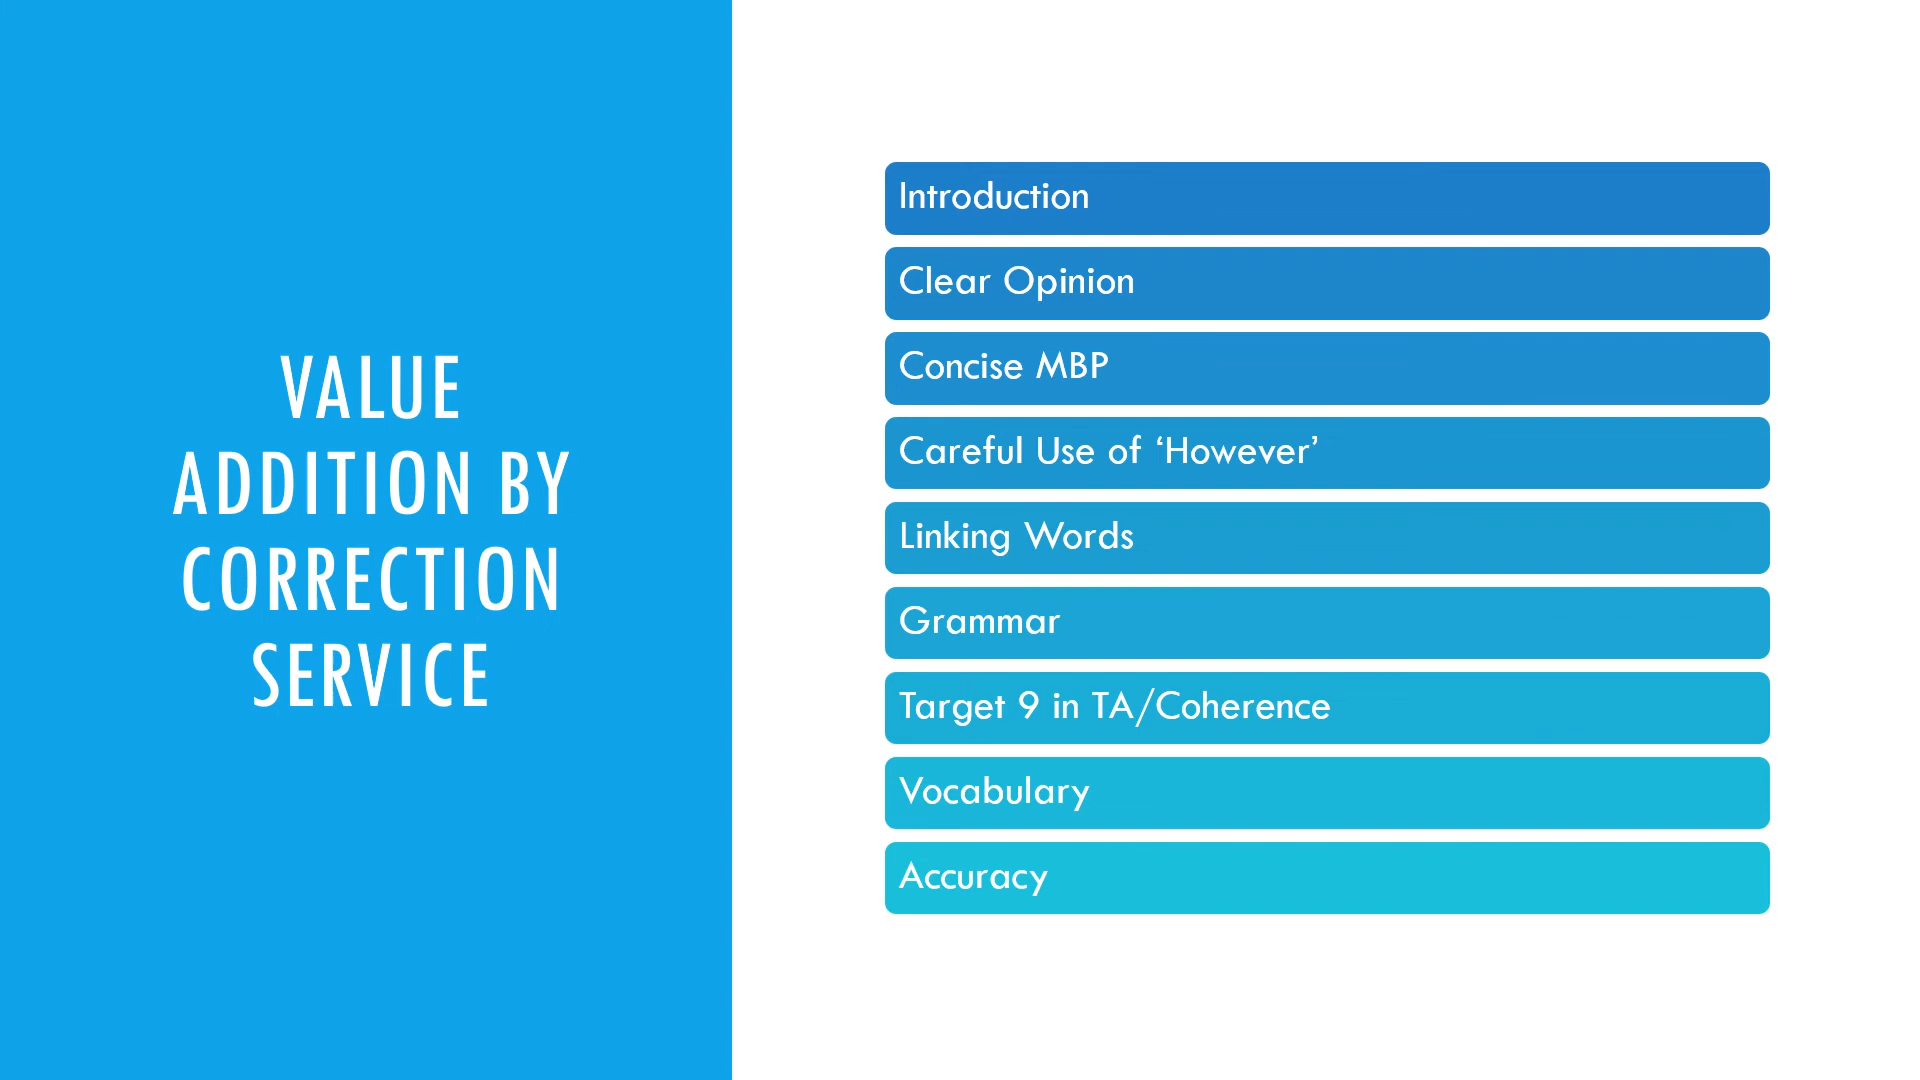 VALUE
ADDITION BY
CORRECTION
SERVICE
Introduction
Clear Opinion
Concise MBP
Careful Use of ‘However’
Linking Words
Grammar
Target 9 in TA/Coherence
Vocabulary
Accuracy